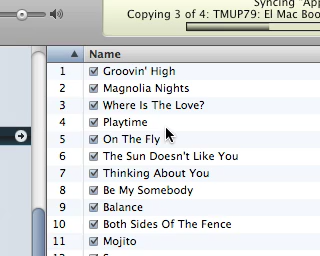 Syncing "App
Copying 3 of 4: TMUP79: El Mac Boo
Name
1 Groovin' High
2 Magnolia Nights
3 Where Is The Love?
4 Playtime
5 On The Fly
6 The Sun Doesn't Like You
7 Thinking About You
8 Be My Somebody
9 Balance
10 Both Sides Of The Fence
11 Mojito
12